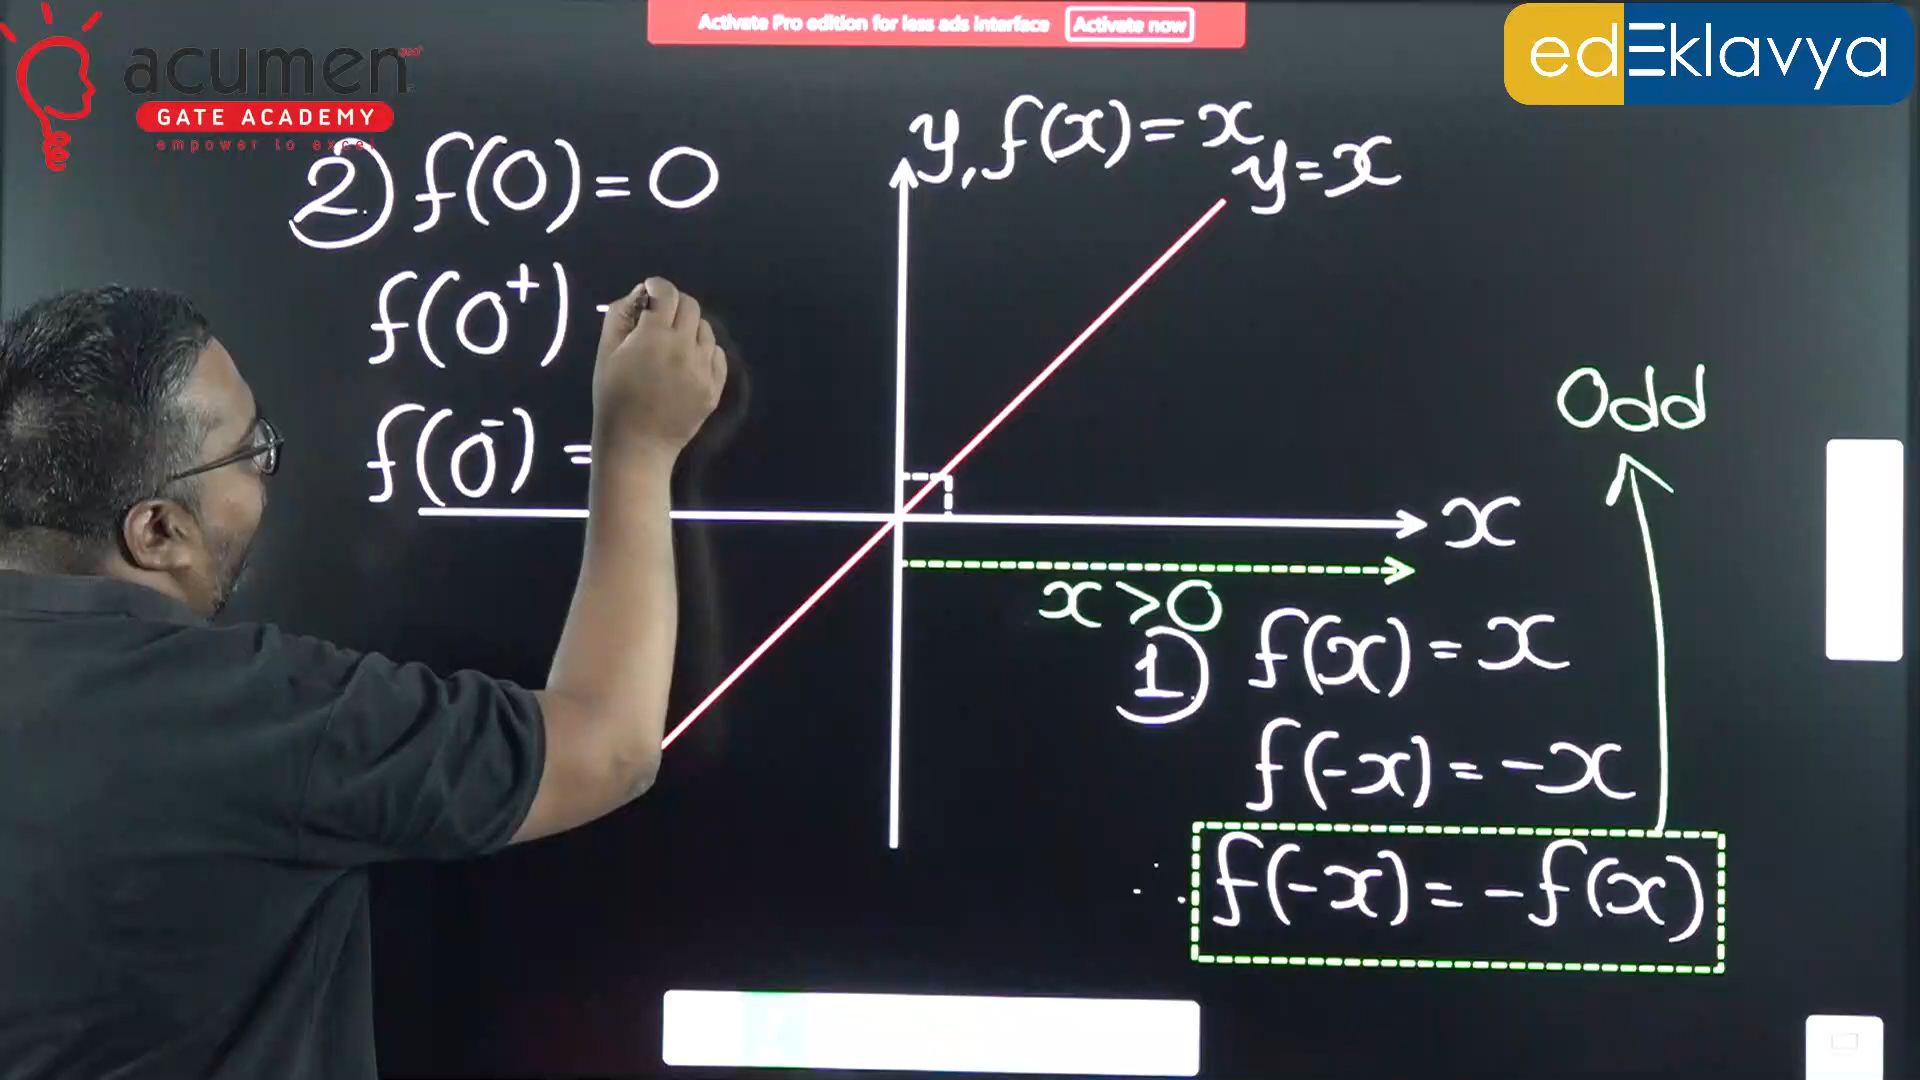 Activate Pro edition for less ads interface Activate now
acumen
GATE ACADEMY
empower to excel
edEklavya
2) f(0) = 0
f(0⁺) =
f(0⁻) =
y, f(x) = x
y = x
x
x > 0
Odd
1) f(x) = x
f(-x) = -x
∴ f(-x) = -f(x)